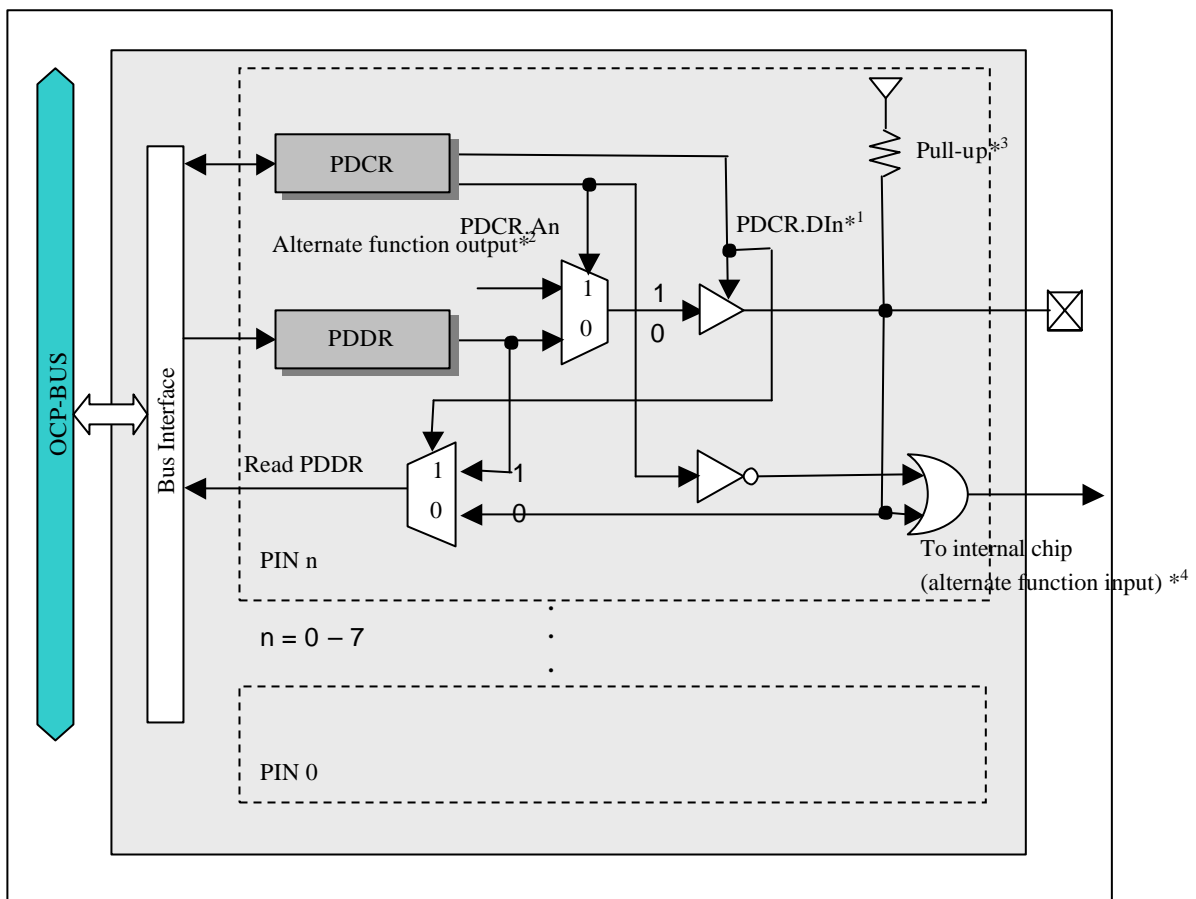 PDCR
Pull-up*3
PDCR.An
PDCR.DIn*1
Alternate function output*2
1
0
1
0
PDDR
OCP-BUS
Bus Interface
Read PDDR
1
0
1
0
To internal chip
(alternate function input) *4
PIN n
n = 0 – 7
PIN 0